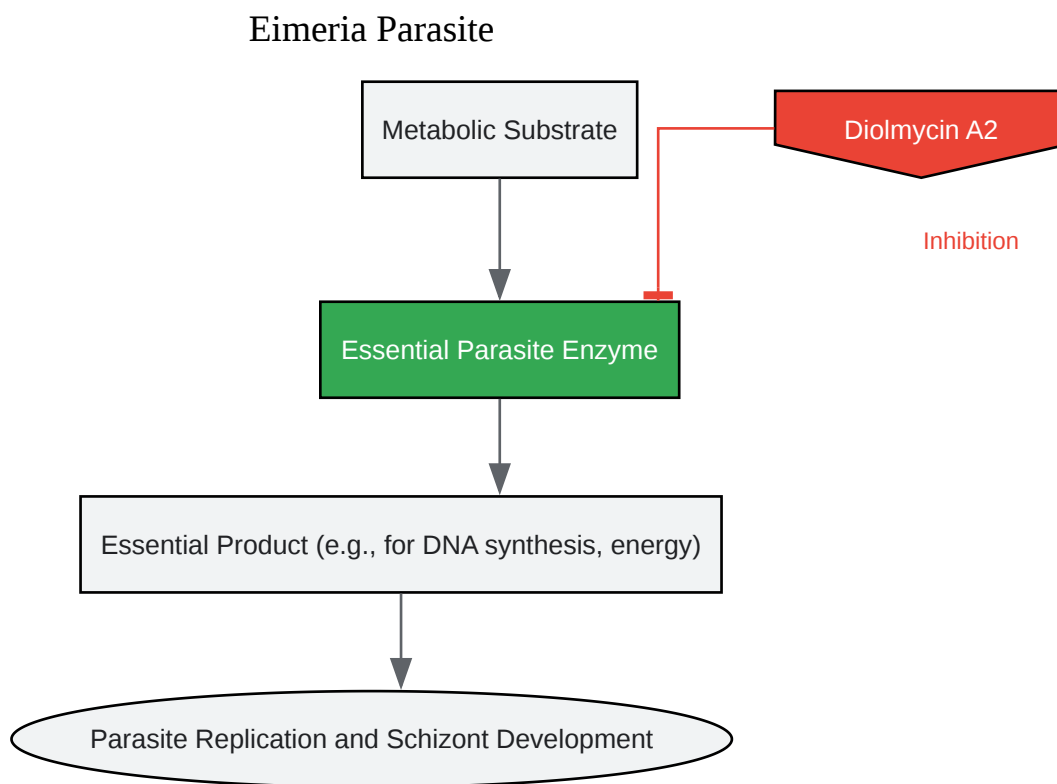 Eimeria Parasite
Metabolic Substrate
Diolmycin A2
Inhibition
Essential Parasite Enzyme
Essential Product (e.g., for DNA synthesis, energy)
Parasite Replication and Schizont Development